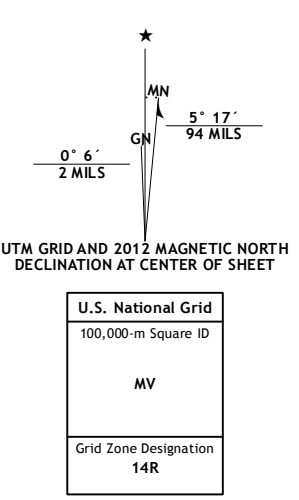 ★
MN
5° 17´
94 MILS
GN
0° 6´
2 MILS
UTM GRID AND 2012 MAGNETIC NORTH
DECLINATION AT CENTER OF SHEET
U.S. National Grid
100,000-m Square ID
MV
Grid Zone Designation
14R